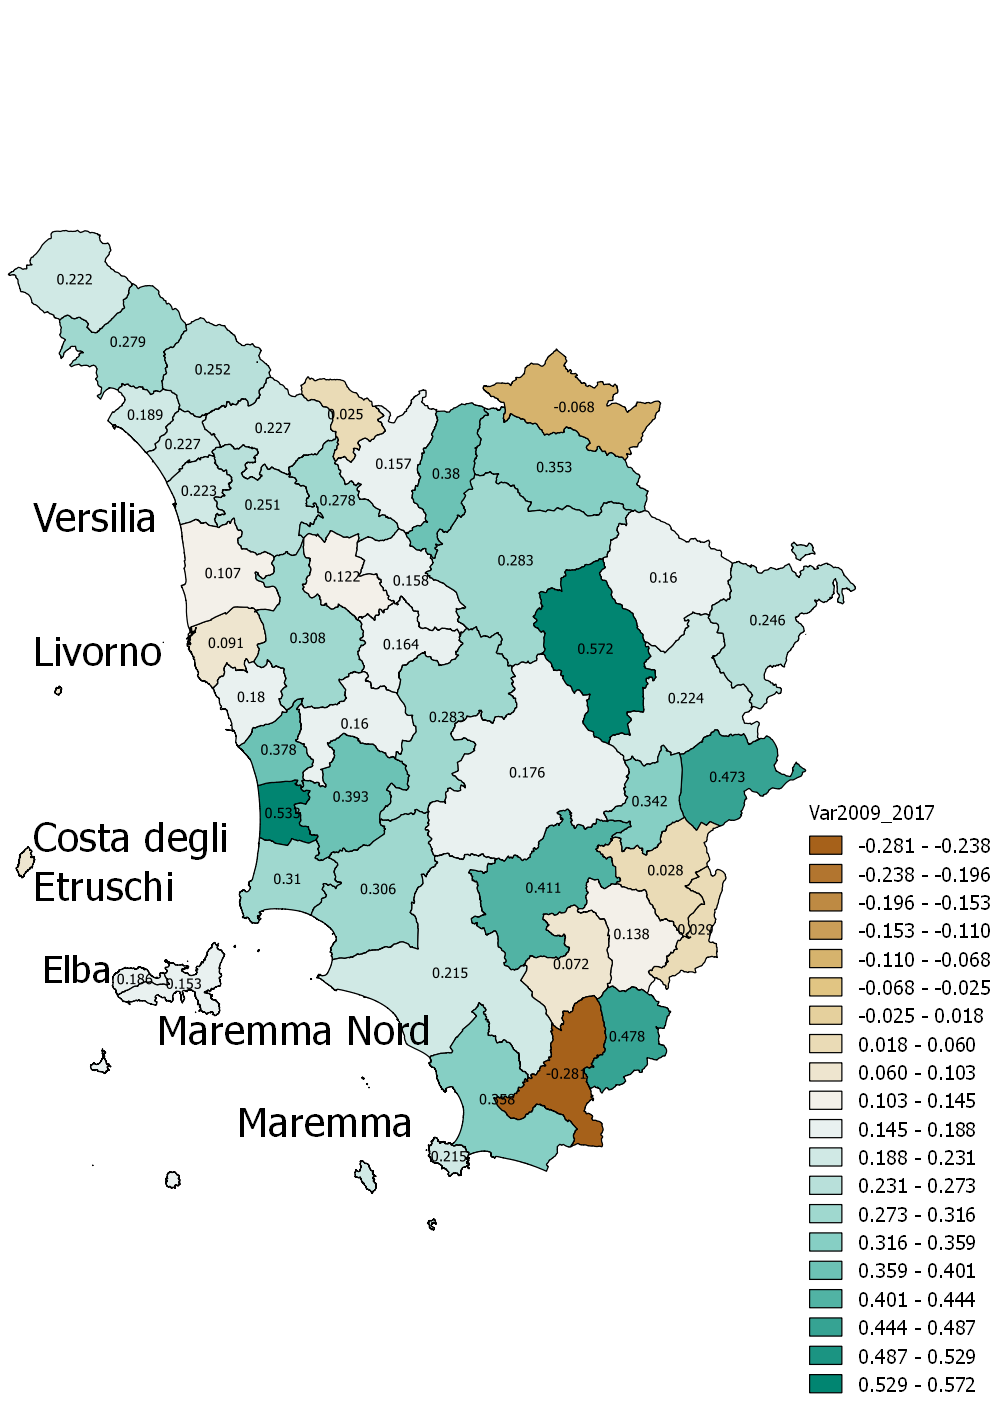 0.222
0.279
0.252
0.189
0.025
-0.068
0.227
0.227
0.157
0.38
0.353
0.223
0.251
0.278
Versilia
0.107
0.122
0.158
0.283
0.16
0.091
0.308
0.164
0.572
0.246
Livorno
0.18
0.16
0.283
0.224
0.378
0.176
0.473
0.393
0.342
Var2009_2017
Costa degli
Etruschi
0.31
0.306
0.411
0.028
0.138
0.029
Elba
0.186
0.153
0.215
0.072
Maremma Nord
0.478
-0.281
0.358
Maremma
0.215
-0.281 - -0.238
-0.238 - -0.196
-0.196 - -0.153
-0.153 - -0.110
-0.110 - -0.068
-0.068 - -0.025
-0.025 - 0.018
0.018 - 0.060
0.060 - 0.103
0.103 - 0.145
0.145 - 0.188
0.188 - 0.231
0.231 - 0.273
0.273 - 0.316
0.316 - 0.359
0.359 - 0.401
0.401 - 0.444
0.444 - 0.487
0.487 - 0.529
0.529 - 0.572